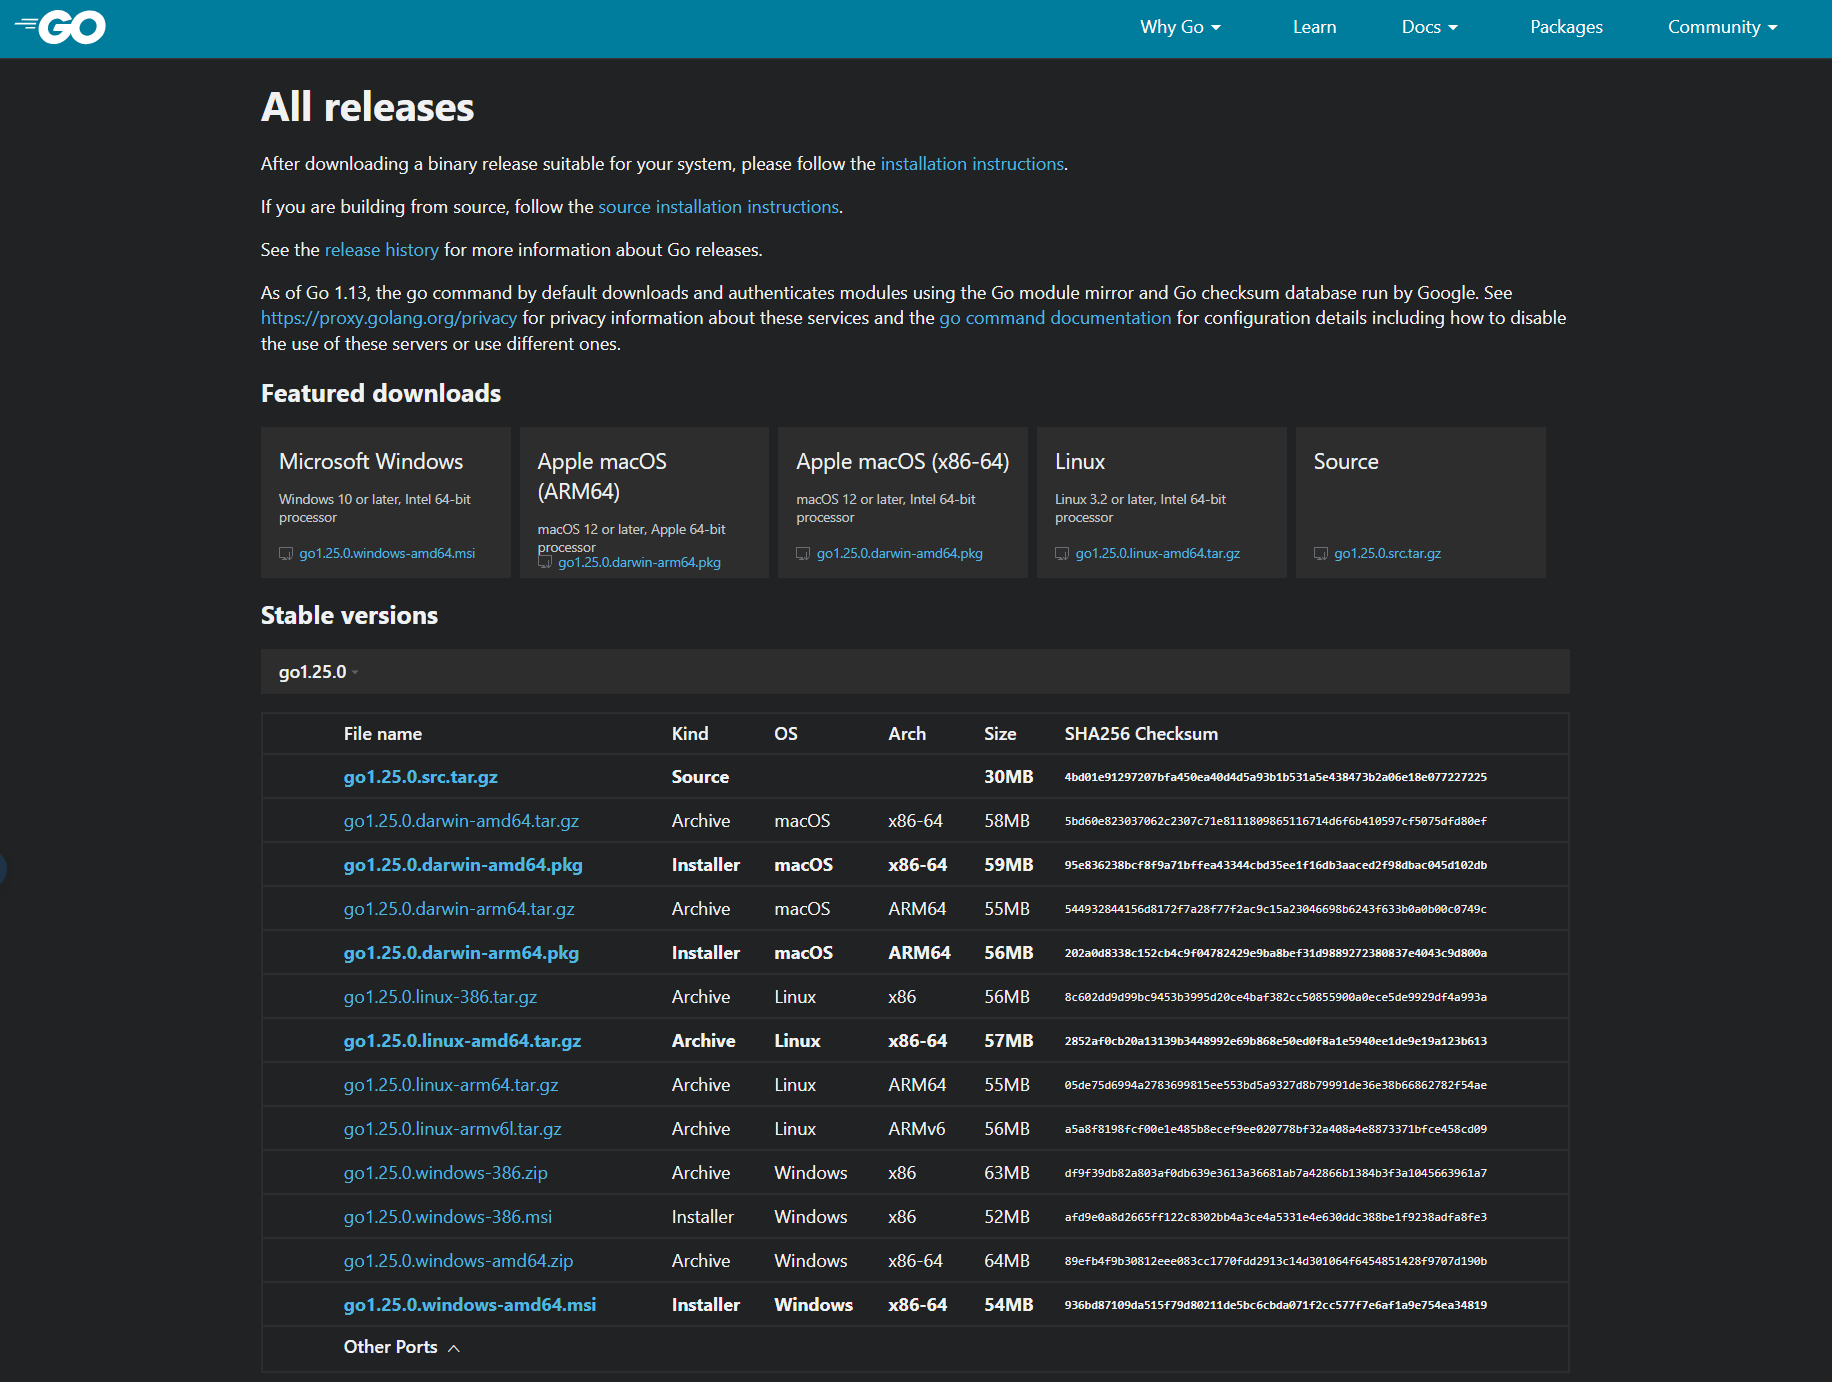 GO
Why Go
Learn
Docs
Packages
Community
All releases
After downloading a binary release suitable for your system, please follow the installation instructions.
If you are building from source, follow the source installation instructions.
See the release history for more information about Go releases.
As of Go 1.13, the go command by default downloads and authenticates modules using the Go module mirror and Go checksum database run by Google. See
https://proxy.golang.org/privacy for privacy information about these services and the go command documentation for configuration details including how to disable
the use of these servers or use different ones.
Featured downloads
Microsoft Windows
Windows 10 or later, Intel 64-bit
processor
go1.25.0.windows-amd64.msi
Apple macOS
(ARM64)
macOS 12 or later, Apple 64-bit
processor
go1.25.0.darwin-arm64.pkg
Apple macOS (x86-64)
macOS 12 or later, Intel 64-bit
processor
go1.25.0.darwin-amd64.pkg
Linux
Linux 3.2 or later, Intel 64-bit
processor
go1.25.0.linux-amd64.tar.gz
Source
go1.25.0.src.tar.gz
Stable versions
go1.25.0
File name Kind OS Arch Size SHA256 Checksum
go1.25.0.src.tar.gz Source 30MB 4bd01e91297207bfa450ea40d4d5a93b1b531a5e438473b2a06e18e077227225
go1.25.0.darwin-amd64.tar.gz Archive macOS x86-64 58MB 5bd60e823037062c2307c71e8111809865116714d6f6b410597cf5075dfd80ef
go1.25.0.darwin-amd64.pkg Installer macOS x86-64 59MB 95e836238bcf8f9a71bffea43344cbd35ee1f16db3aaced2f98dbac045d102db
go1.25.0.darwin-arm64.tar.gz Archive macOS ARM64 55MB 544932844156d8172f7a28f77f2ac9c15a23046698b6243f633b0a0b00c0749c
go1.25.0.darwin-arm64.pkg Installer macOS ARM64 56MB 202a0d8338c152cb4c9f04782429e9ba8bef31d9889272380837e4043c9d800a
go1.25.0.linux-386.tar.gz Archive Linux x86 56MB 8c602dd9d99bc9453b3995d20ce4baf382cc50855900a0ece5de9929df4a993a
go1.25.0.linux-amd64.tar.gz Archive Linux x86-64 57MB 2852af0cb20a13139b3448992e69b868e50ed0f8a1e5940ee1de9e19a123b613
go1.25.0.linux-arm64.tar.gz Archive Linux ARM64 55MB 05de75d6994a2783699815ee553bd5a9327d8b79991de36e38b66862782f54ae
go1.25.0.linux-armv6l.tar.gz Archive Linux ARMv6 56MB a5a8f8198fcf00e1e485b8ecef9ee020778bf32a408a4e8873371bfce458cd09
go1.25.0.windows-386.zip Archive Windows x86 63MB df9f39db82a803af0db639e3613a36681ab7a42866b1384b3f3a1045663961a7
go1.25.0.windows-386.msi Installer Windows x86 52MB afd9e0a8d2665ff122c8302bb4a3ce4a5331e4e630ddc388be1f9238adfa8fe3
go1.25.0.windows-amd64.zip Archive Windows x86-64 64MB 89efb4f9b30812eee083cc1770fdd2913c14d301064f6454851428f9707d190b
go1.25.0.windows-amd64.msi Installer Windows x86-64 54MB 936bd87109da515f79d80211de5bc6cbda071f2cc577f7e6af1a9e754ea34819
Other Ports